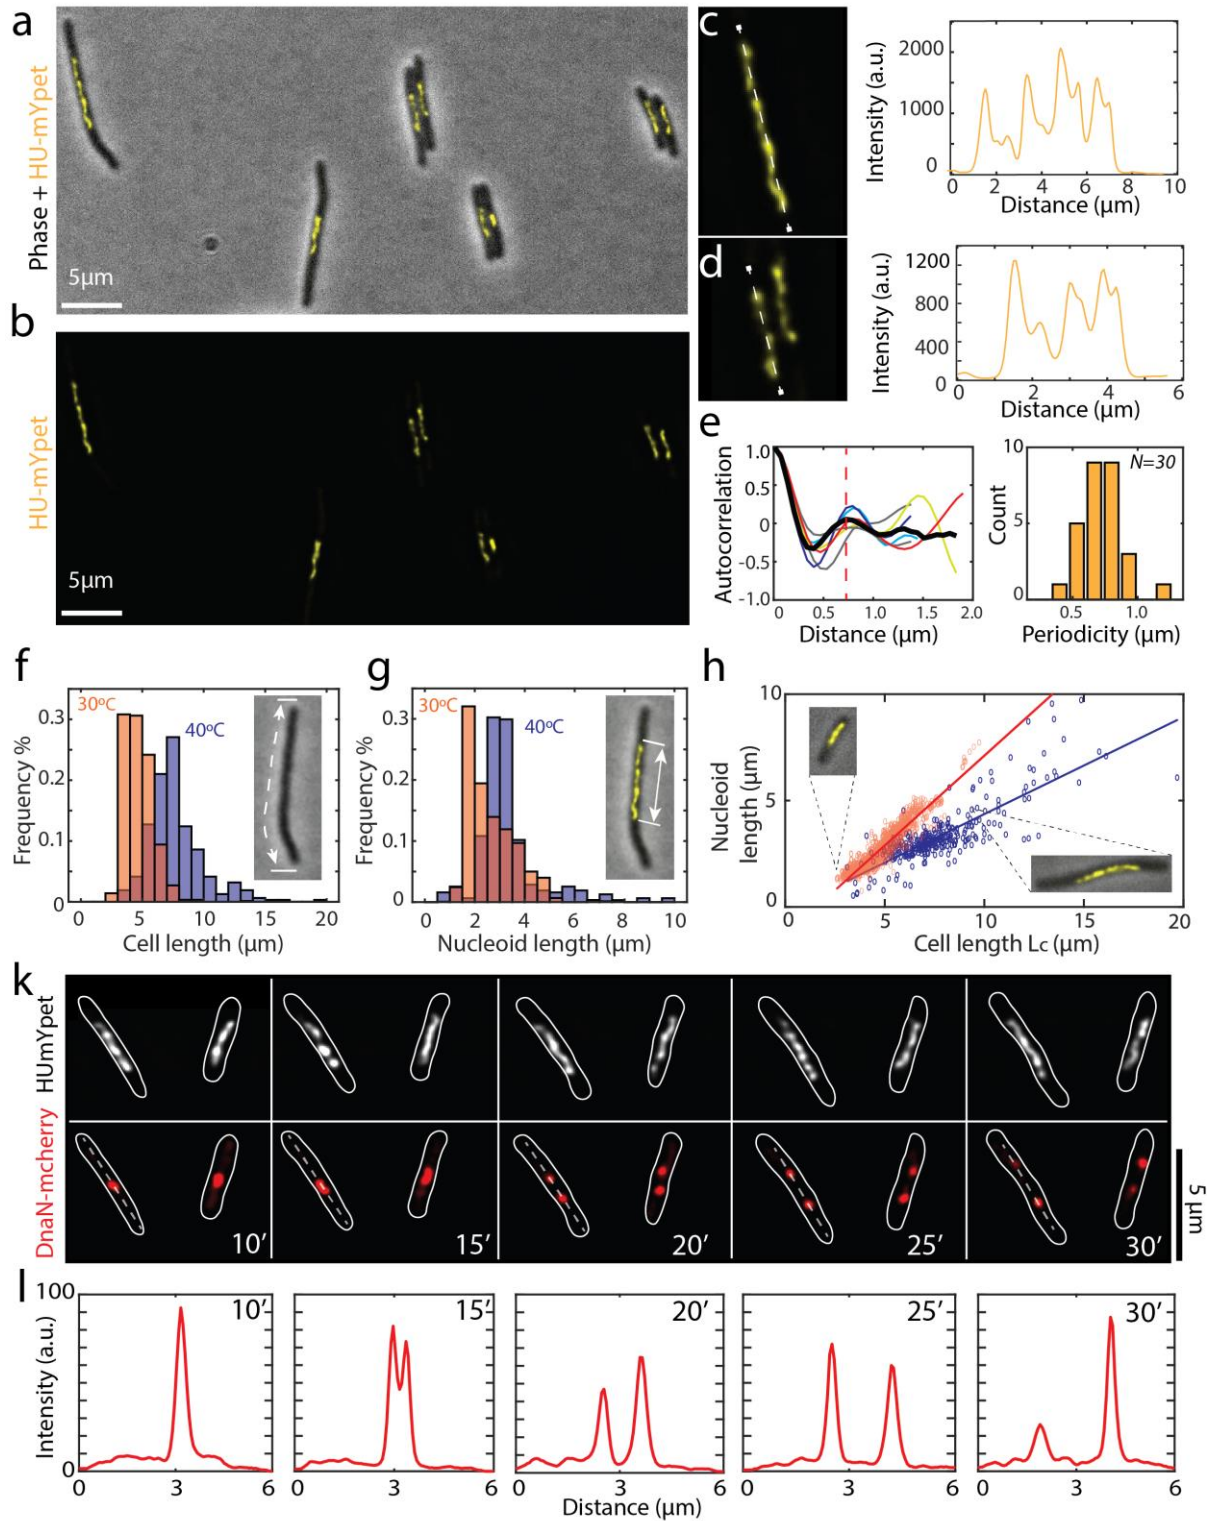 a
Phase + HU-mYpet
5µm
b
HU-mYpet
5µm
c
Intensity (a.u.)
2000
1000
0
0 2 4 6 8 10
Distance (µm)
d
Intensity (a.u.)
1200
800
400
0
0 2 4 6
Distance (µm)
e
Autocorrelation
1.0
0.5
0
-0.5
-1.0
0 0.5 1.0 1.5 2.0
Distance (µm)
Count
10
5
0
N=30
0.5 1.0
Periodicity (µm)
f
30ºC
40ºC
Frequency %
0.3
0.2
0.1
0
0 5 10 15 20
Cell length (µm)
g
30ºC
40ºC
Frequency %
0.3
0.2
0.1
0
0 2 4 6 8 10
Nucleoid length (µm)
h
Nucleoid
length (µm)
10
5
0
0 5 10 15 20
Cell length Lc (µm)
k
HUmYpet
DnaN-mcherry
10’ 15’ 20’ 25’ 30’
5 µm
l
Intensity (a.u.)
100
0
10’ 15’ 20’ 25’ 30’
0 3 6 0 3 6 0 3 6 0 3 6 0 3 6
Distance (µm)